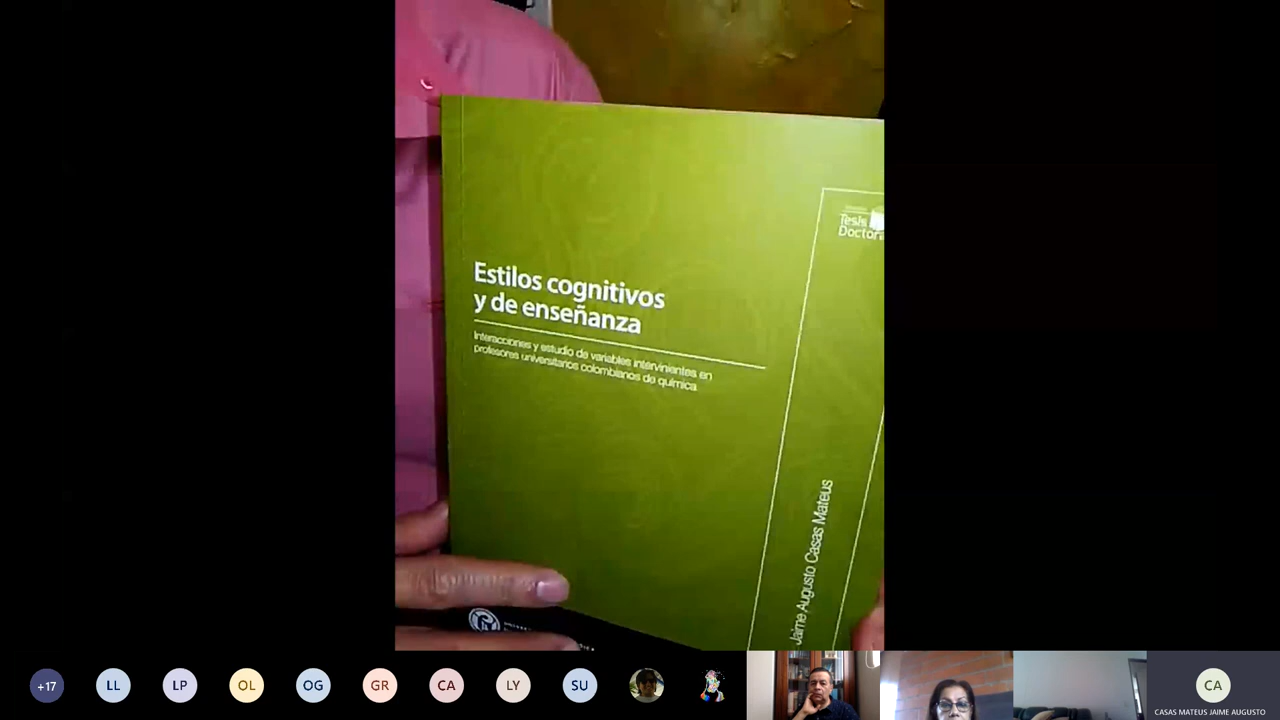 Tesis
Estilos cognitivos
y de enseñanza
Interacciones y estudio de variables intervinientes en
profesores universitarios colombianos de química
Jaime Augusto Casas Mateus
+17
LL
LP
OL
OG
GR
CA
LY
SU
CA
CASAS MATEUS JAIME AUGUSTO